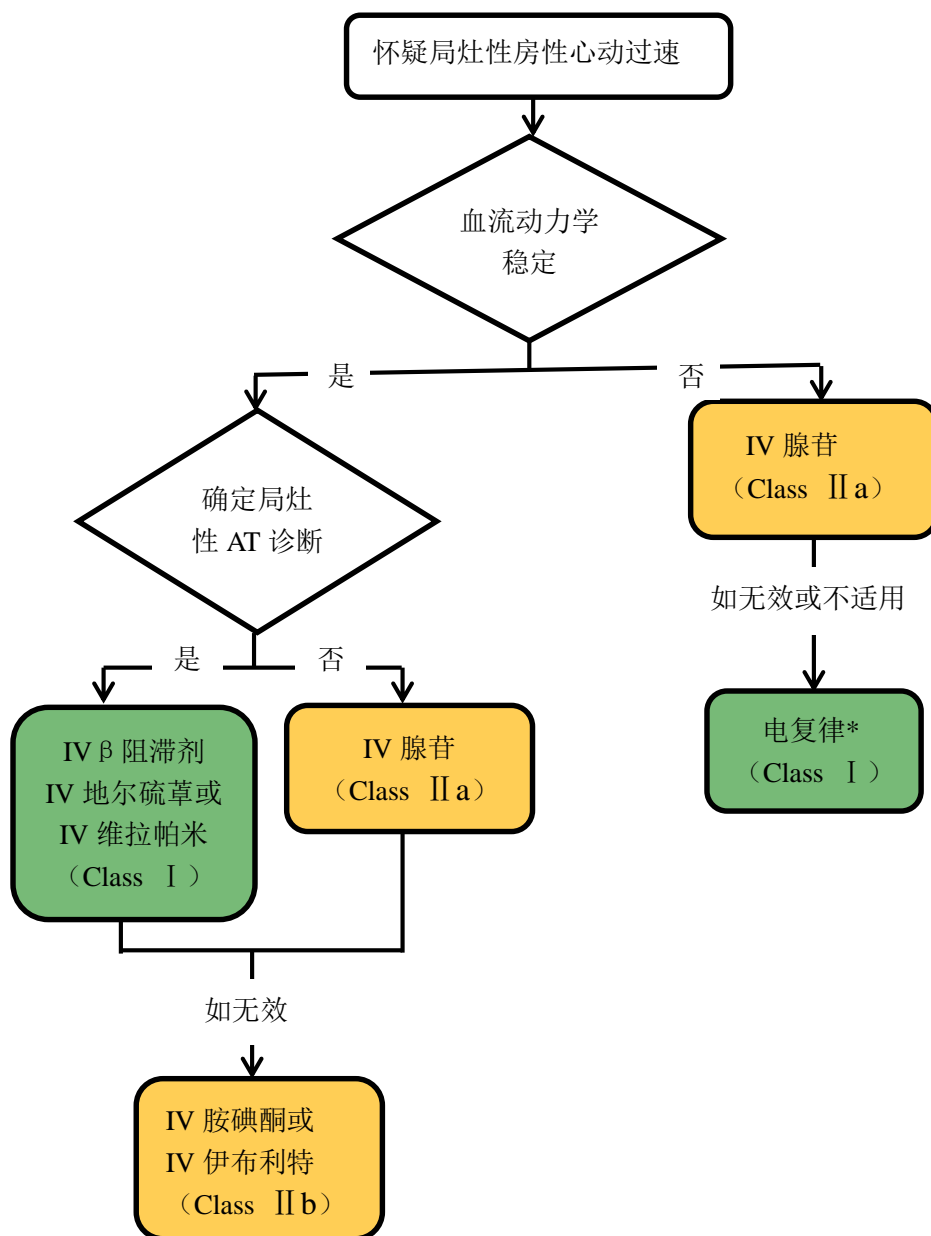 怀疑局灶性房性心动过速
血流动力学
稳定
是
否
确定局灶
性 AT 诊断
IV 腺苷
（Class Ⅱa）
如无效或不适用
电复律*
（Class Ⅰ）
是
否
IV β 阻滞剂
IV 地尔硫䓬或
IV 维拉帕米
（Class Ⅰ）
IV 腺苷
（Class Ⅱa）
如无效
IV 胺碘酮或
IV 伊布利特
（Class Ⅱb）